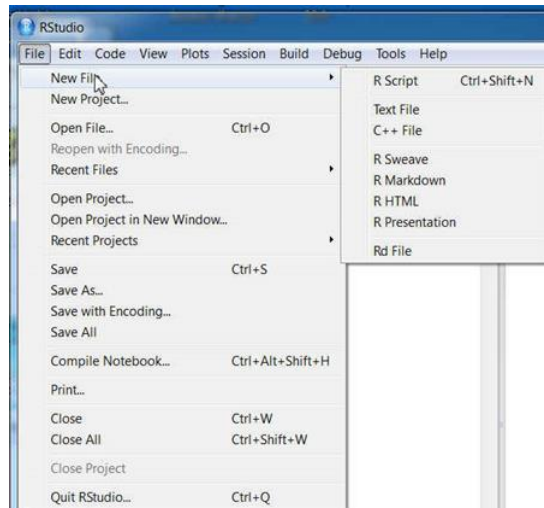 RStudio
File Edit Code View Plots Session Build Debug Tools Help
New File
New Project...
Open File... Ctrl+O
Reopen with Encoding...
Recent Files
Open Project...
Open Project in New Window...
Recent Projects
Save Ctrl+S
Save As...
Save with Encoding...
Save All
Compile Notebook... Ctrl+Alt+Shift+H
Print...
Close Ctrl+W
Close All Ctrl+Shift+W
Close Project
Quit RStudio... Ctrl+Q
R Script Ctrl+Shift+N
Text File
C++ File
R Sweave
R Markdown
R HTML
R Presentation
Rd File